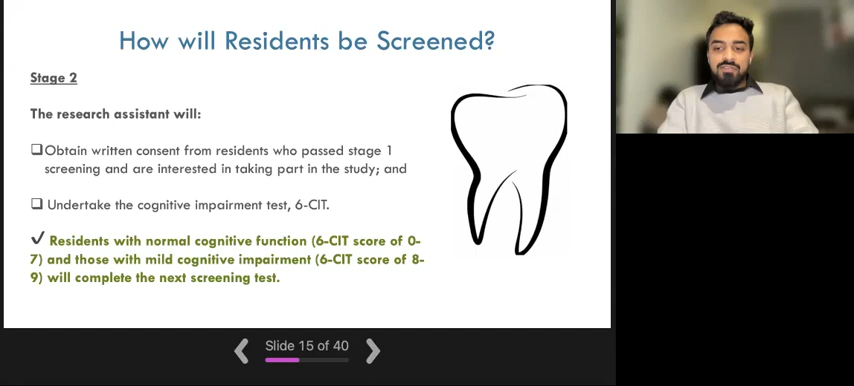 How will Residents be Screened?
Stage 2
The research assistant will:
Obtain written consent from residents who passed stage 1
screening and are interested in taking part in the study; and
Undertake the cognitive impairment test, 6-CIT.
Residents with normal cognitive function (6-CIT score of 0-
7) and those with mild cognitive impairment (6-CIT score of 8-
9) will complete the next screening test.
Slide 15 of 40